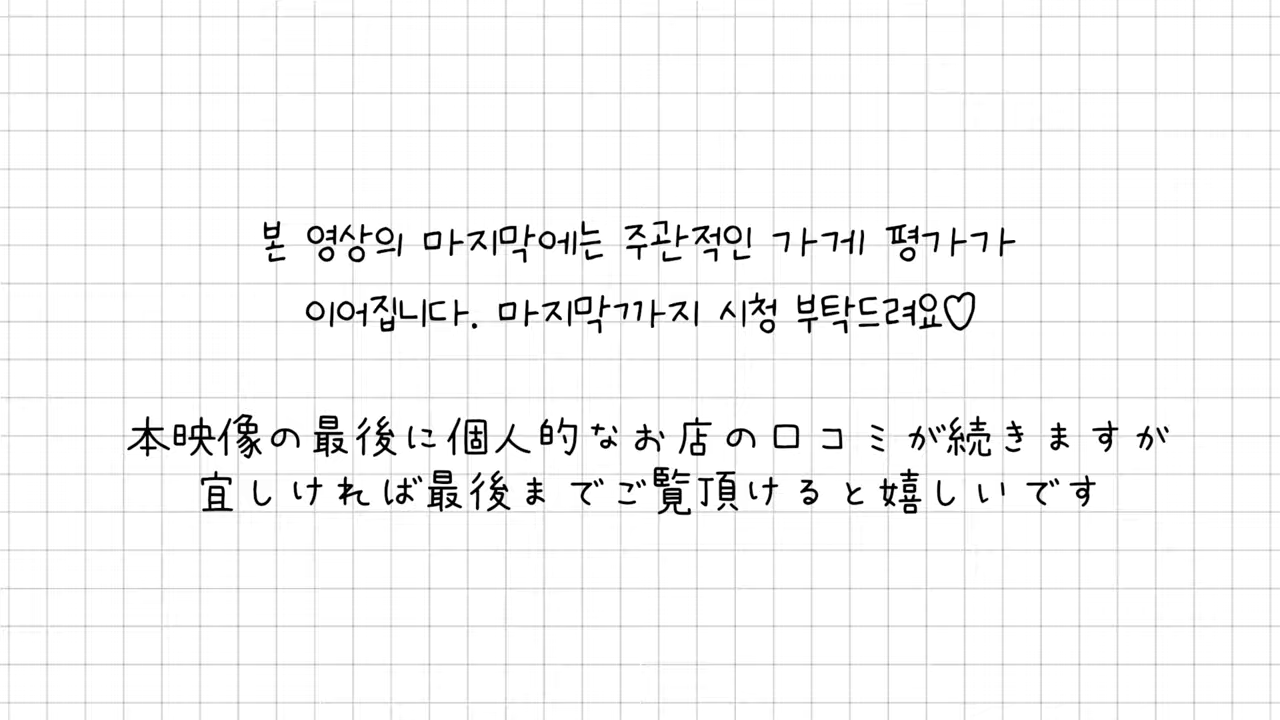 본 영상의 마지막에는 주관적인 가게 평가가
이어집니다. 마지막까지 시청 부탁드려요♡
本映像の最後に個人的なお店の口コミが続きますが
宜しければ最後までご覧頂けると嬉しいです